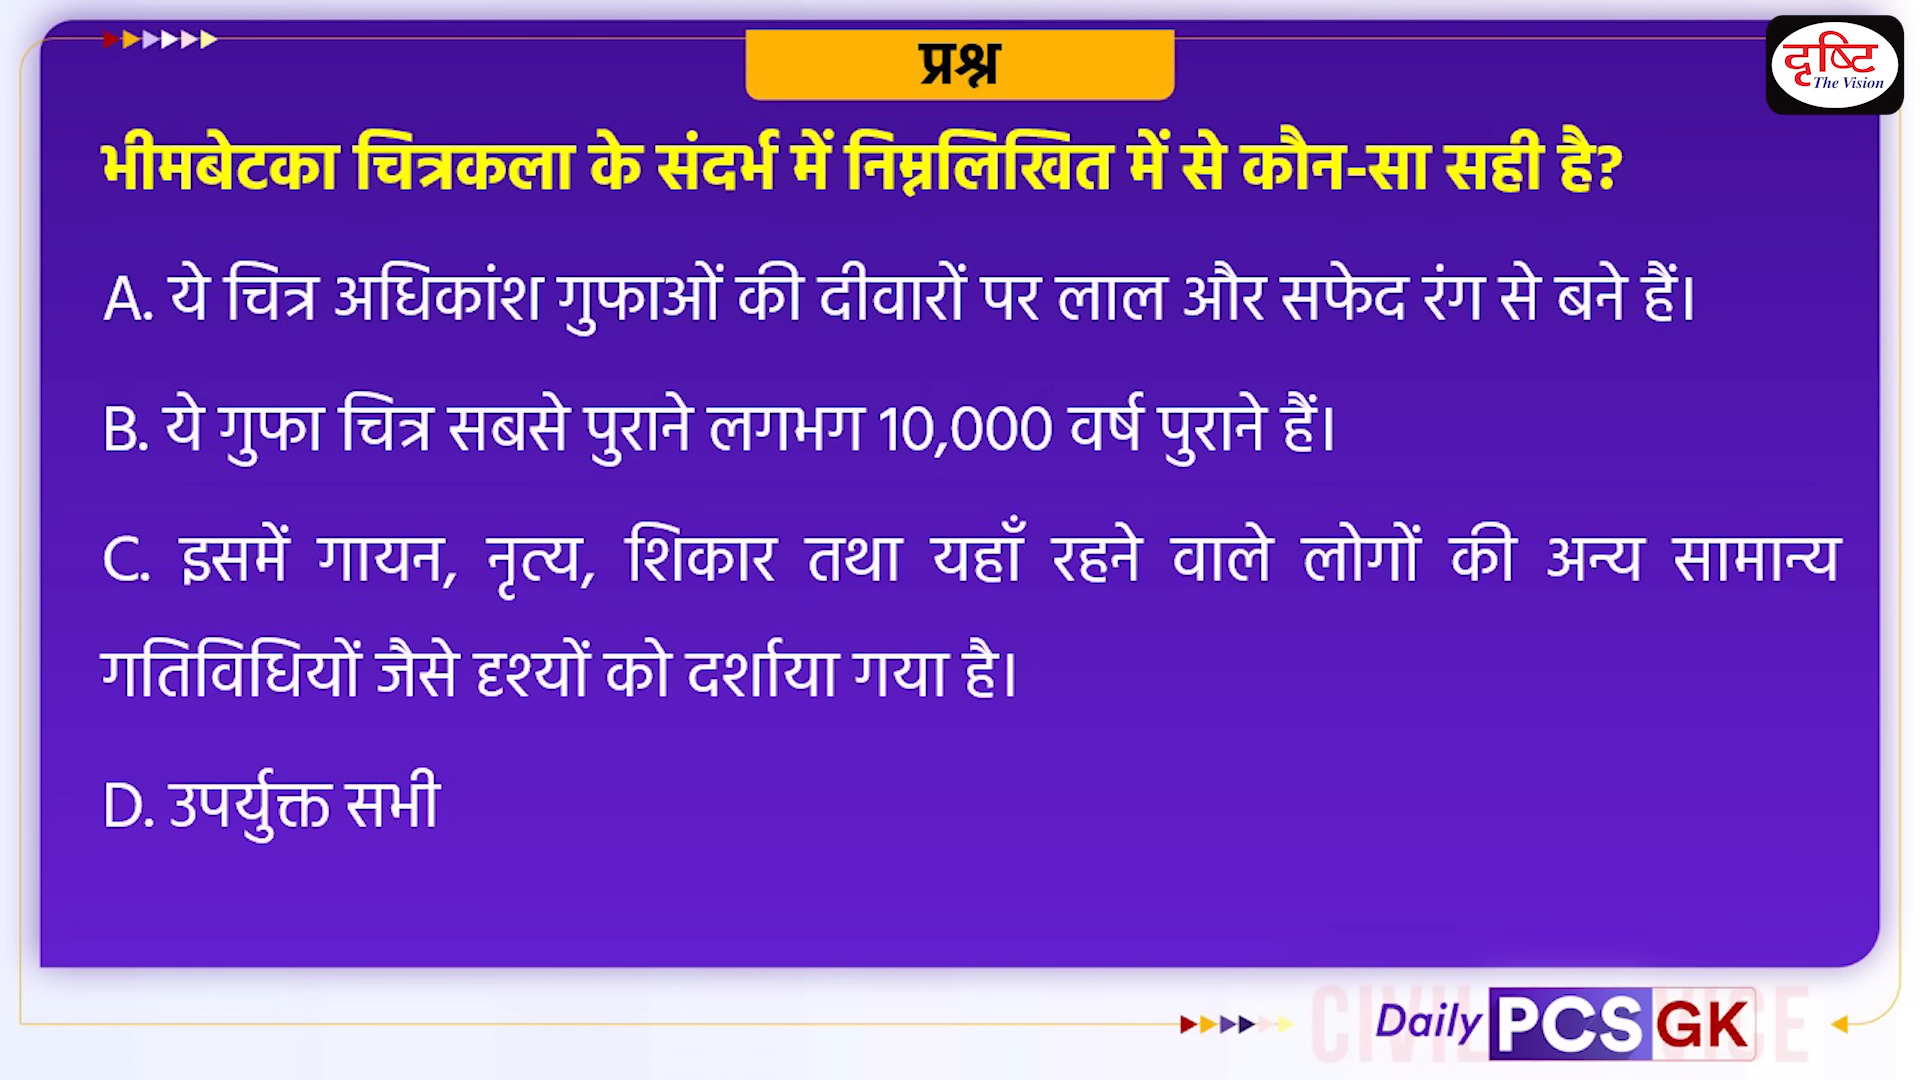 प्रश्न
दृष्टि
The Vision
भीमबेटका चित्रकला के संदर्भ में निम्नलिखित में से कौन-सा सही है?
A. ये चित्र अधिकांश गुफाओं की दीवारों पर लाल और सफेद रंग से बने हैं।
B. ये गुफा चित्र सबसे पुराने लगभग 10,000 वर्ष पुराने हैं।
C. इसमें गायन, नृत्य, शिकार तथा यहाँ रहने वाले लोगों की अन्य सामान्य
गतिविधियों जैसे दृश्यों को दर्शाया गया है।
D. उपर्युक्त सभी
Daily PCS GK